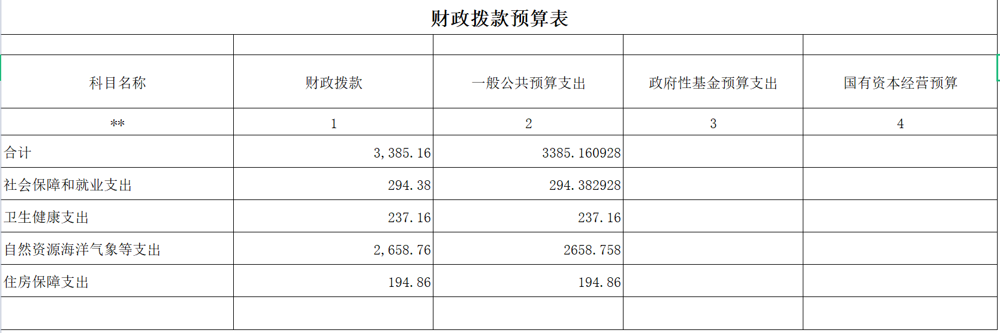 财政拨款预算表
科目名称 财政拨款 一般公共预算支出 政府性基金预算支出 国有资本经营预算
** 1 2 3 4
合计 3,385.16 3385.160928
社会保障和就业支出 294.38 294.382928
卫生健康支出 237.16 237.16
自然资源海洋气象等支出 2,658.76 2658.758
住房保障支出 194.86 194.86